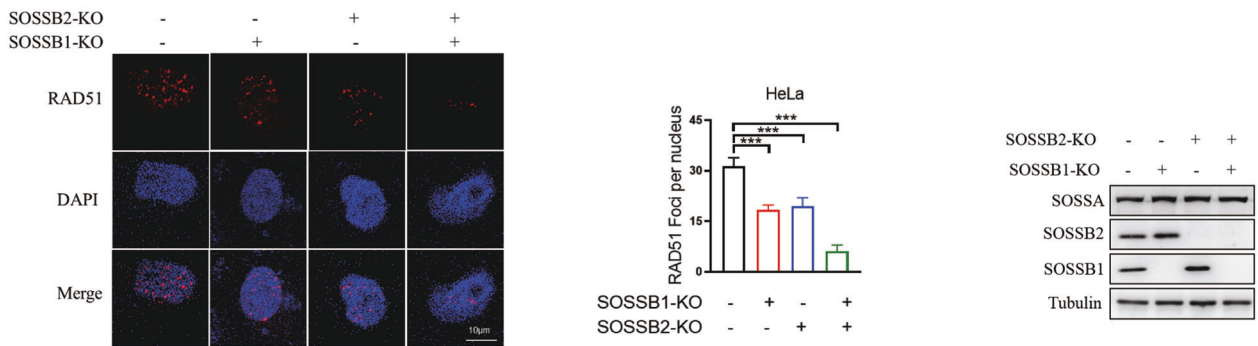 SOSSB2-KO - - + +
SOSSB1-KO - + - +
RAD51
DAPI
Merge
10μm
HeLa
*** 
***
***
RAD51 Foci per nucleus
45
30
15
0
SOSSB1-KO - + - +
SOSSB2-KO - - + +
SOSSB2-KO - - + +
SOSSB1-KO - + - +
SOSSA
SOSSB2
SOSSB1
Tubulin